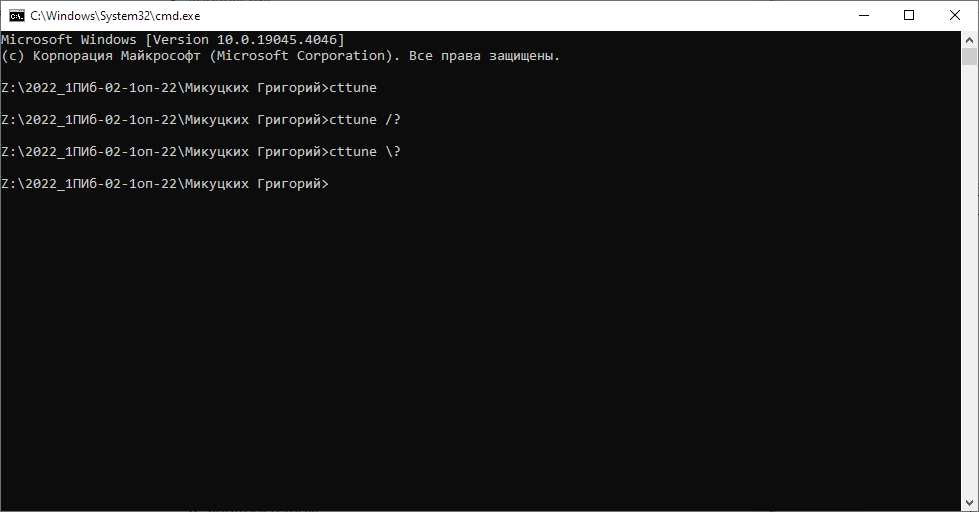 C:\Windows\System32\cmd.exe
Microsoft Windows [Version 10.0.19045.4046]
(c) Корпорация Майкрософт (Microsoft Corporation). Все права защищены.
Z:\2022_1ПИб-02-1оп-22\Микуцких Григорий>cttune
Z:\2022_1ПИб-02-1оп-22\Микуцких Григорий>cttune /?
Z:\2022_1ПИб-02-1оп-22\Микуцких Григорий>cttune \?
Z:\2022_1ПИб-02-1оп-22\Микуцких Григорий>